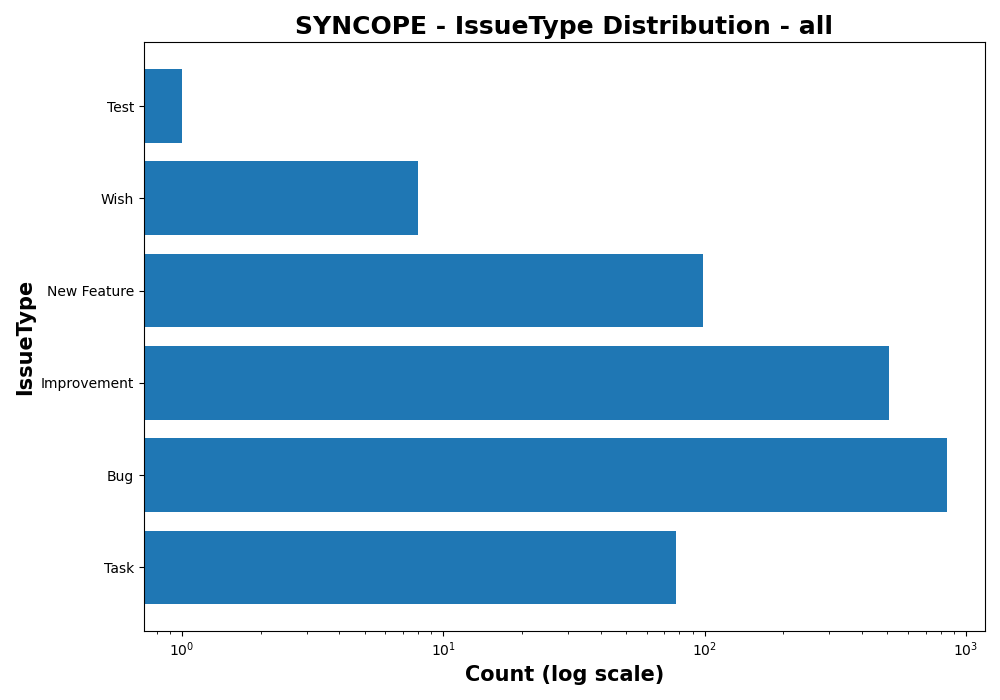 SYNCOPE - IssueType Distribution - all
IssueType
Test
Wish
New Feature
Improvement
Bug
Task
10⁰ 10¹ 10² 10³
Count (log scale)